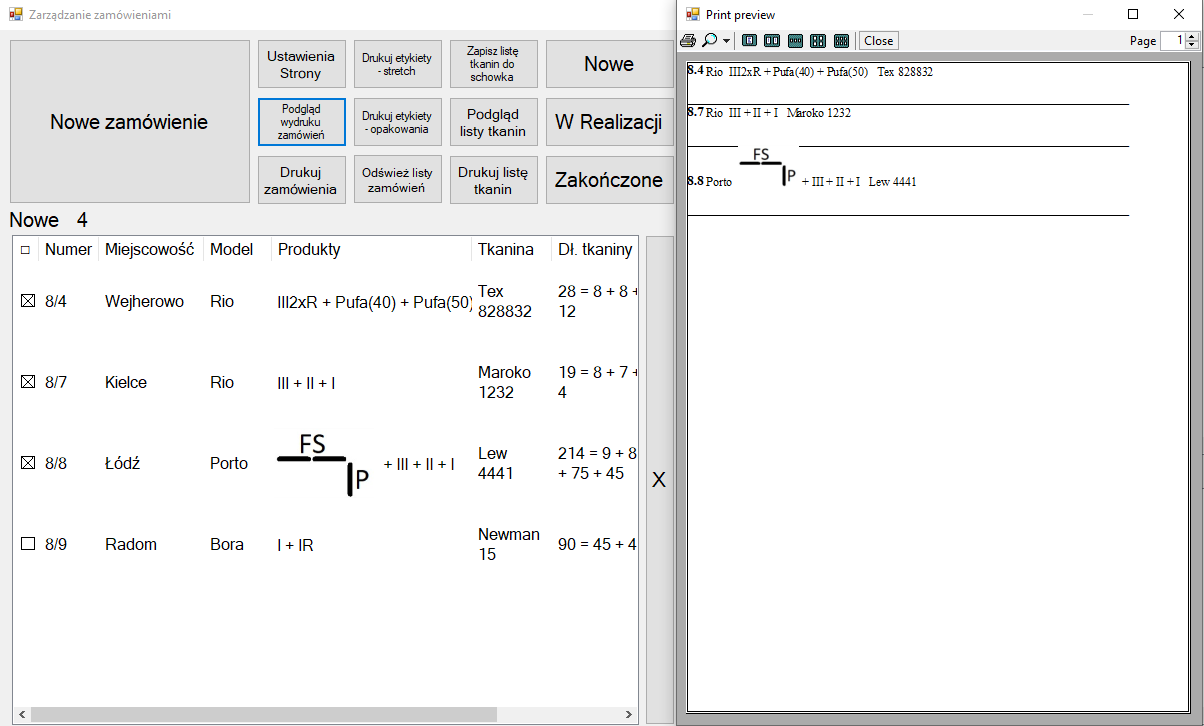 Zarządzanie zamówieniami
Nowe zamówienie
Ustawienia
Strony
Drukuj etykiety
- stretch
Zapisz listę
tkanin do
schowka
Nowe
Podgląd
wydruku
zamówień
Drukuj etykiety
- opakowania
Podgląd
listy tkanin
W Realizacji
Drukuj
zamówienia
Odśwież listy
zamówień
Drukuj listę
tkanin
Zakończone
Nowe 4
Numer Miejscowość Model Produkty Tkanina Dł. tkaniny
8/4 Wejherowo Rio III2xR + Pufa(40) + Pufa(50) Tex
828832 28 = 8 + 8 +
12
8/7 Kielce Rio III + II + I Maroko
1232 19 = 8 + 7 +
4
8/8 Łódź Porto FS
P + III + II + I Lew
4441 214 = 9 + 8
+ 75 + 45
8/9 Radom Bora I + IR Newman
15 90 = 45 + 4
X
Print preview
Close
Page 1
8.4 Rio III2xR + Pufa(40) + Pufa(50) Tex 828832
8.7 Rio III + II + I Maroko 1232
FS
P
8.8 Porto + III + II + I Lew 4441